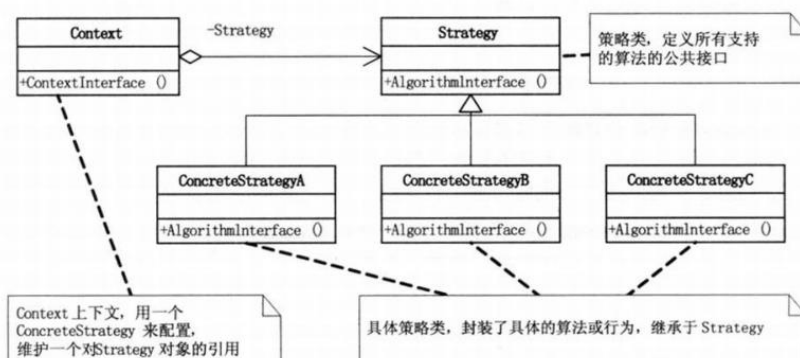 Context
-Strategy
Strategy
策略类，定义所有支持
的算法的公共接口
+ContextInterface ()
+AlgorithmInterface ()
ConcreteStrategyA
ConcreteStrategyB
ConcreteStrategyC
+AlgorithmInterface ()
+AlgorithmInterface ()
+AlgorithmInterface ()
Context 上下文，用一个
ConcreteStrategy 来配置，
维护一个对Strategy 对象的引用
具体策略类，封装了具体的算法或行为，继承于 Strategy